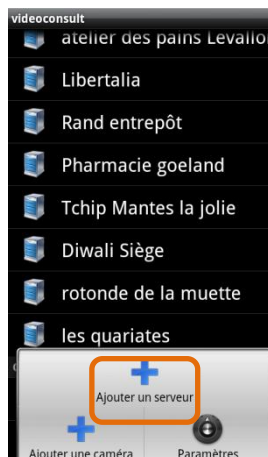 videoconsult
atelier des pains Levallo
Libertalia
Rand entrepôt
Pharmacie goeland
Tchip Mantes la jolie
Diwali Siège
rotonde de la muette
les quariates
Ajouter un serveur
Ajouter une caméra
Paramètres